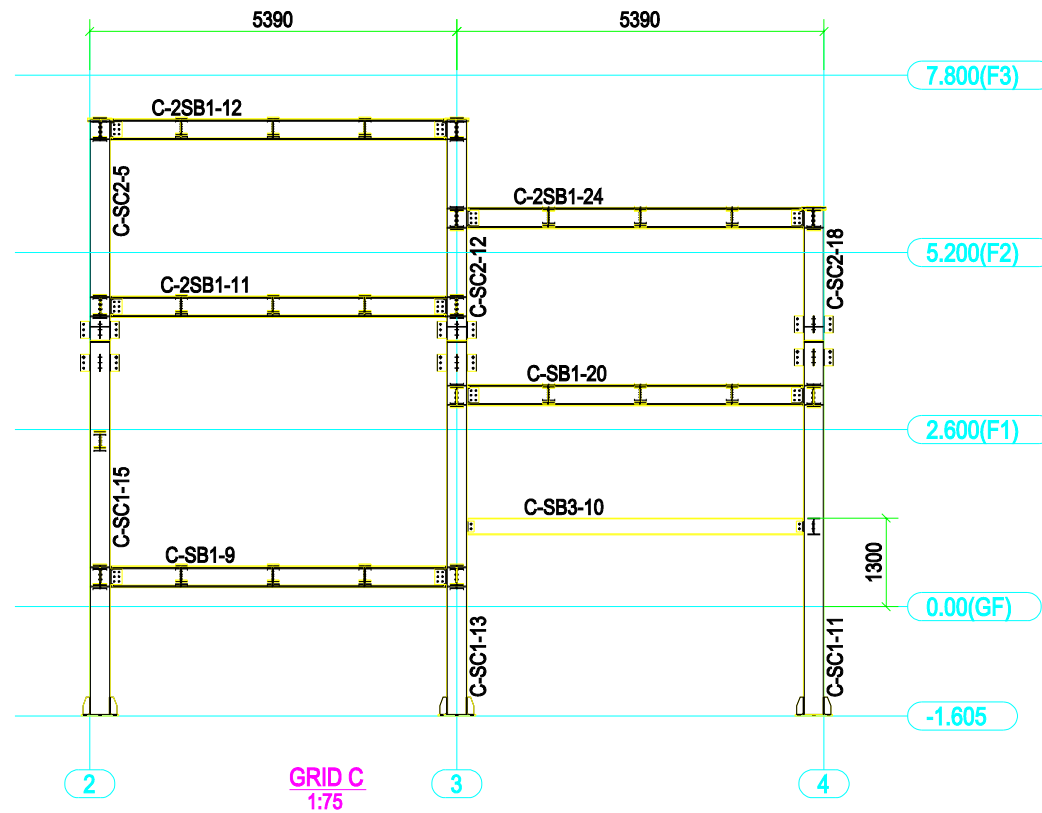 5390
5390
7.800(F3)
C-2SB1-12
C-SC2-5
C-2SB1-24
C-SC2-12
C-SC2-18
5.200(F2)
C-2SB1-11
C-SB1-20
2.600(F1)
C-SC1-15
C-SB3-10
1300
C-SB1-9
0.00(GF)
C-SC1-13
C-SC1-11
-1.605
2
3
4
GRID C
1:75